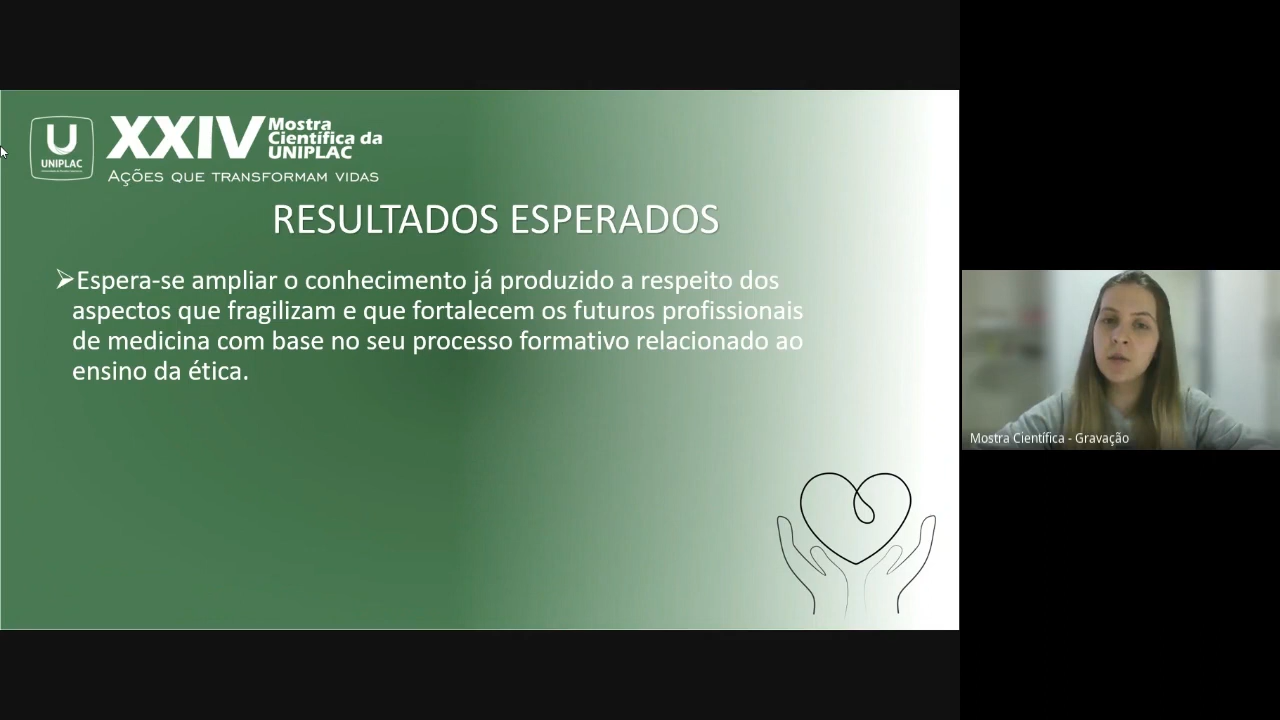 U
UNIPLAC
XXIV
Mostra
Científica da
UNIPLAC
AÇÕES QUE TRANSFORMAM VIDAS
RESULTADOS ESPERADOS
➢Espera-se ampliar o conhecimento já produzido a respeito dos
aspectos que fragilizam e que fortalecem os futuros profissionais
de medicina com base no seu processo formativo relacionado ao
ensino da ética.
Mostra Científica - Gravação